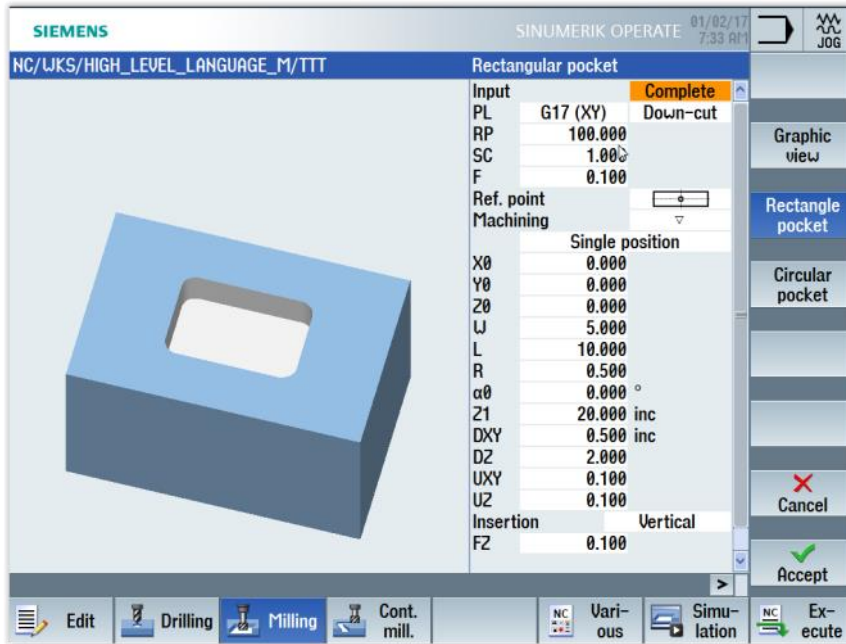 SIEMENS
SINUMERIK OPERATE 01/02/17 7:33 AM
JOG
NC/WKS/HIGH_LEVEL_LANGUAGE_M/TTT
Rectangular pocket
Input Complete
PL G17 (XY) Down-cut
RP 100.000
SC 1.000
F 0.100
Ref. point
Machining ▽
Single position
X0 0.000
Y0 0.000
Z0 0.000
W 5.000
L 10.000
R 0.500
α0 0.000 °
Z1 20.000 inc
DXY 0.500 inc
DZ 2.000
UXY 0.100
UZ 0.100
Insertion Vertical
FZ 0.100
Graphic
view
Rectangle
pocket
Circular
pocket
Cancel
Accept
>
Edit
Drilling
Milling
Cont.
mill.
NC
Vari-
ous
Simu-
lation
NC
Ex-
ecute